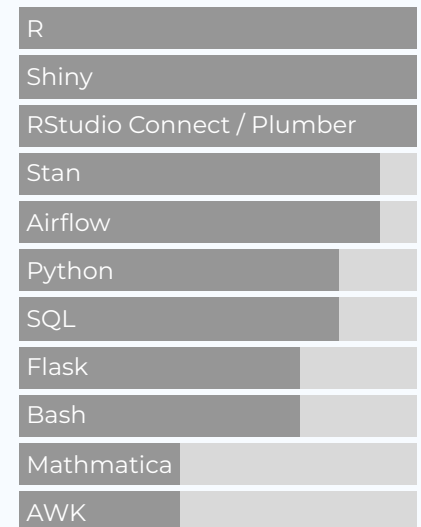 R
Shiny
RStudio Connect / Plumber
Stan
Airflow
Python
SQL
Flask
Bash
Mathmatica
AWK